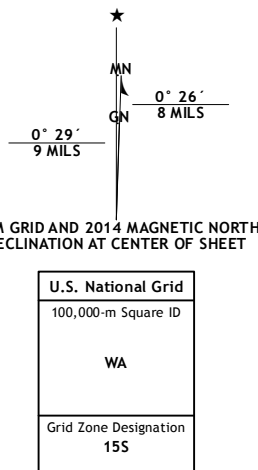 ★
MN
0° 26´
8 MILS
GN
0° 29´
9 MILS
M GRID AND 2014 MAGNETIC NORTH
ECLINATION AT CENTER OF SHEET
U.S. National Grid
100,000-m Square ID
WA
Grid Zone Designation
15S